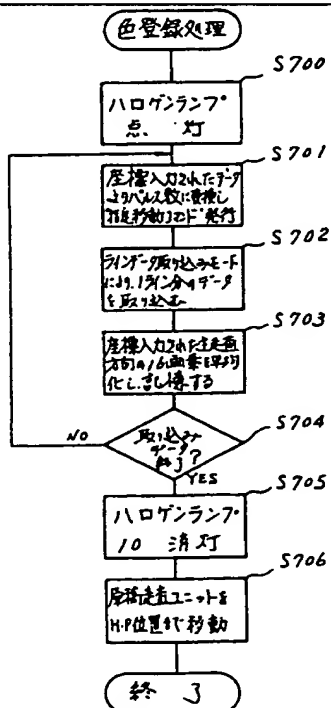 色登録処理
S700
ハロゲンランプ
点 灯
S701
座標入力されたデータ
よりパルス数に変換し
指定移動コマンド発行
S702
ラインデータ取り込みモード
により、1ライン分のデータ
を取り込む
S703
座標入力された主走査
方向の16画素を平均
化し、記憶する
S704
取り込み
データ
終了?
NO
YES
S705
ハロゲンランプ
10 消灯
S706
原稿走査ユニットを
H・P位置まで移動
終 了